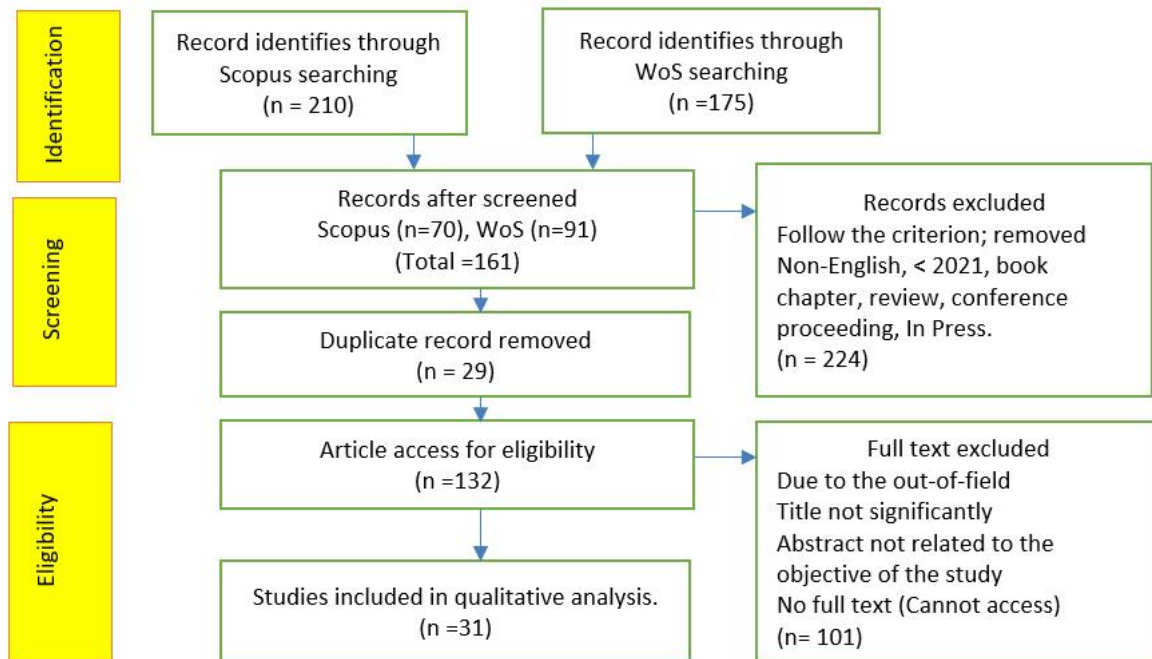 Identification
Record identifies through
Scopus searching
(n = 210)
Record identifies through
WoS searching
(n =175)
Screening
Records after screened
Scopus (n=70), WoS (n=91)
(Total =161)
Records excluded
Follow the criterion; removed
Non-English, < 2021, book
chapter, review, conference
proceeding, In Press.
(n = 224)
Duplicate record removed
(n = 29)
Eligibility
Article access for eligibility
(n =132)
Full text excluded
Due to the out-of-field
Title not significantly
Abstract not related to the
objective of the study
No full text (Cannot access)
(n= 101)
Studies included in qualitative analysis.
(n =31)